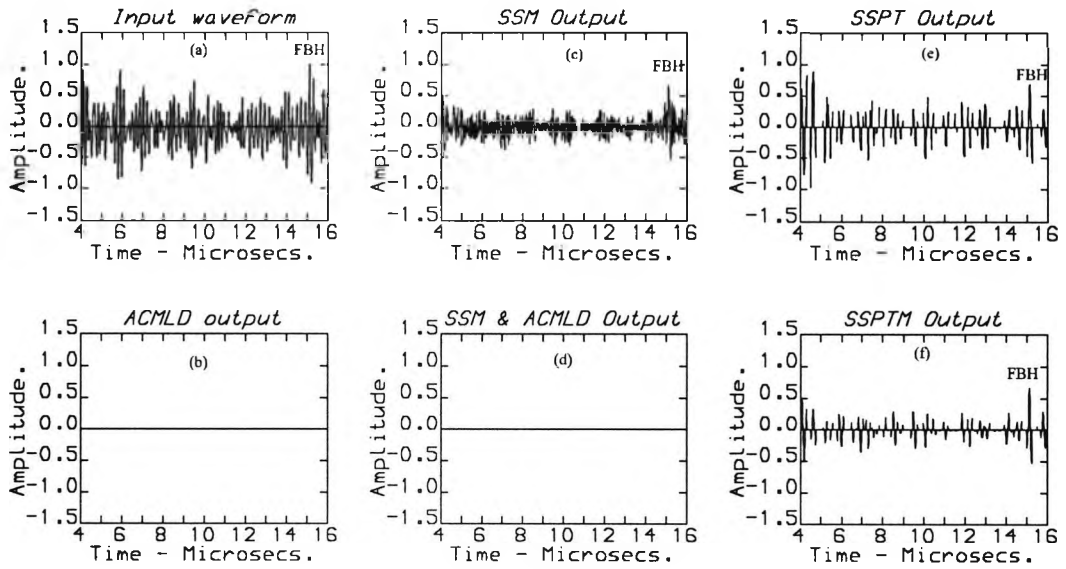 Input waveform
(a)
FBH
1.5
1.0
0.5
0.0
-0.5
-1.0
-1.5
Amplitude.
4 6 8 10 12 14 16
Time - Microsecs.
SSM Output
(c)
FBH
1.5
1.0
0.5
0.0
-0.5
-1.0
-1.5
Amplitude.
4 6 8 10 12 14 16
Time - Microsecs.
SSPT Output
(e)
FBH
1.5
1.0
0.5
0.0
-0.5
-1.0
-1.5
Amplitude.
4 6 8 10 12 14 16
Time - Microsecs.
ACMLD output
(b)
1.5
1.0
0.5
0.0
-0.5
-1.0
-1.5
Amplitude.
4 6 8 10 12 14 16
Time - Microsecs.
SSM & ACMLD Output
(d)
1.5
1.0
0.5
0.0
-0.5
-1.0
-1.5
Amplitude.
4 6 8 10 12 14 16
Time - Microsecs.
SSPTM Output
(f)
FBH
1.5
1.0
0.5
0.0
-0.5
-1.0
-1.5
Amplitude.
4 6 8 10 12 14 16
Time - Microsecs.